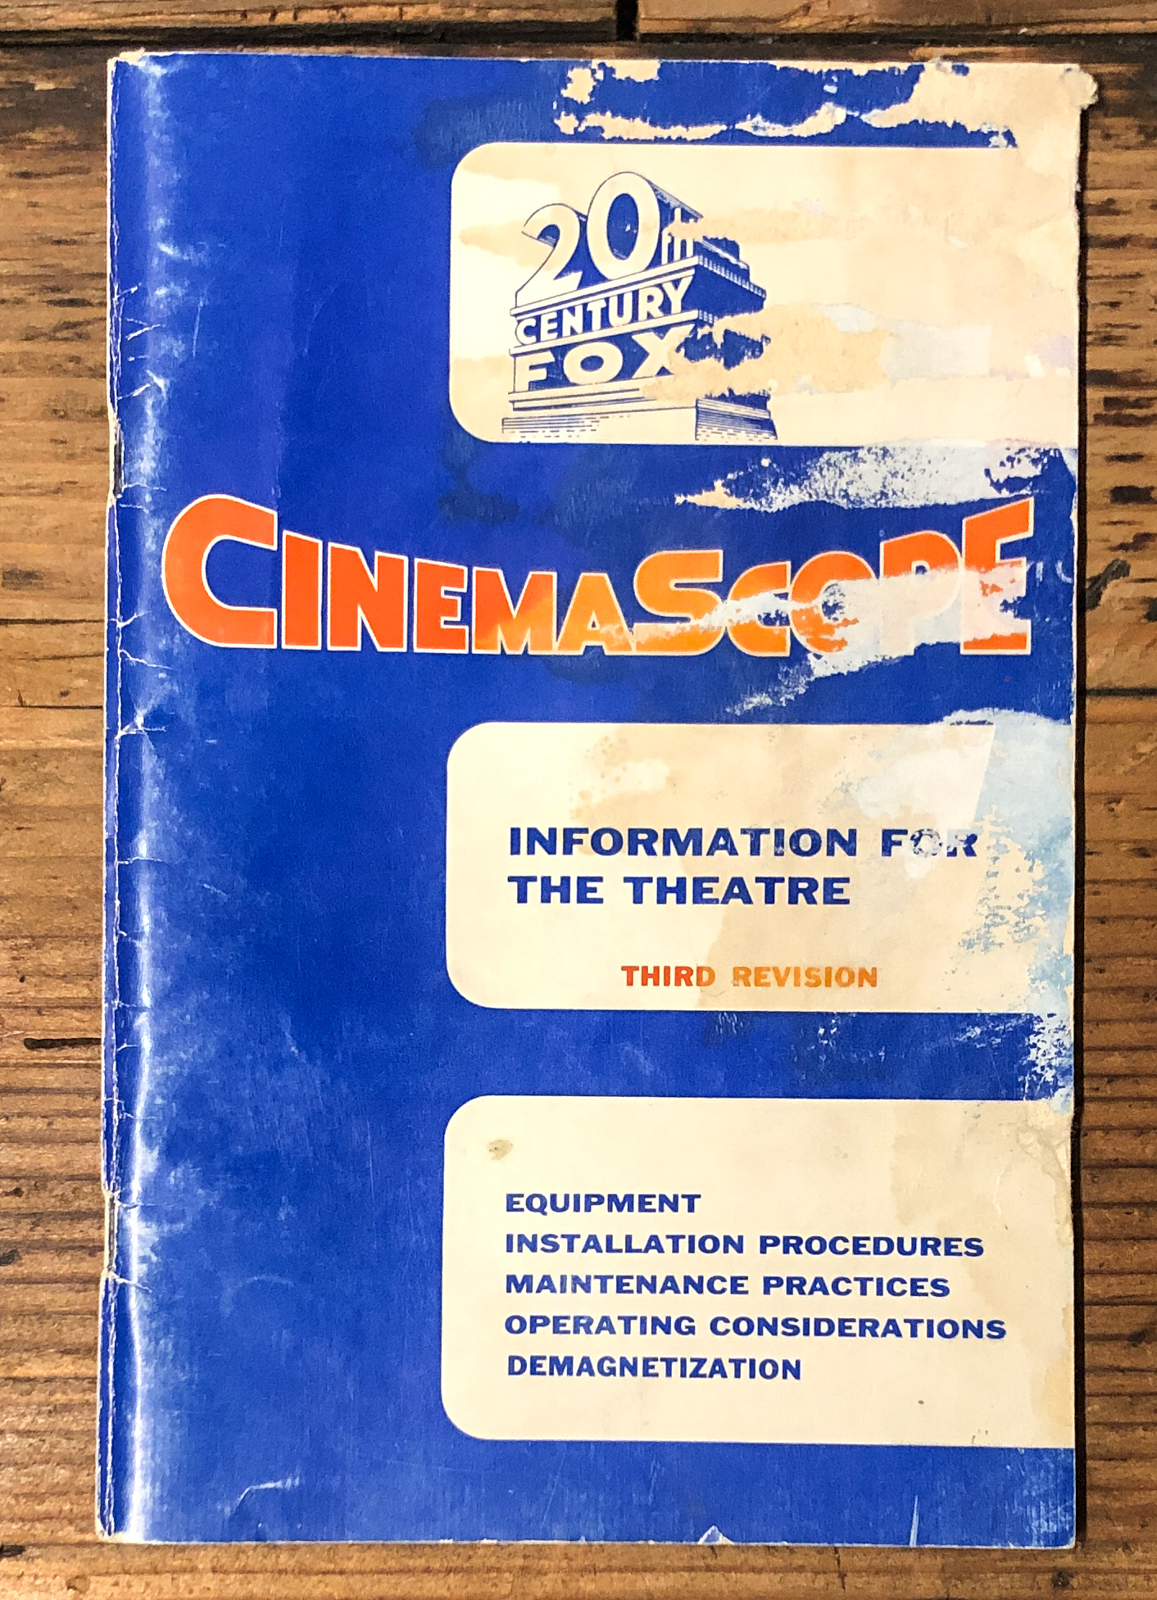 20th
CENTURY
FOX
CINEMASCOPE
INFORMATION FOR
THE THEATRE
THIRD REVISION
EQUIPMENT
INSTALLATION PROCEDURES
MAINTENANCE PRACTICES
OPERATING CONSIDERATIONS
DEMAGNETIZATION